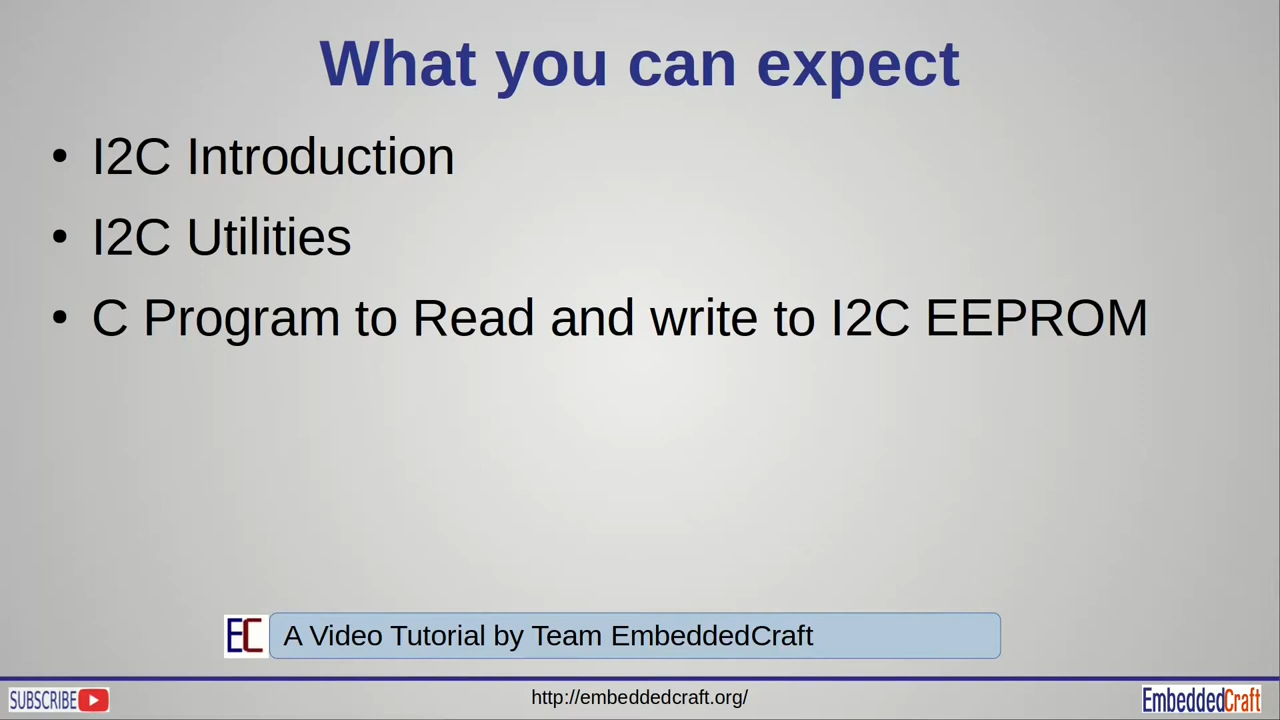 What you can expect
• I2C Introduction
• I2C Utilities
• C Program to Read and write to I2C EEPROM
EC A Video Tutorial by Team EmbeddedCraft
SUBSCRIBE http://embeddedcraft.org/ EmbeddedCraft